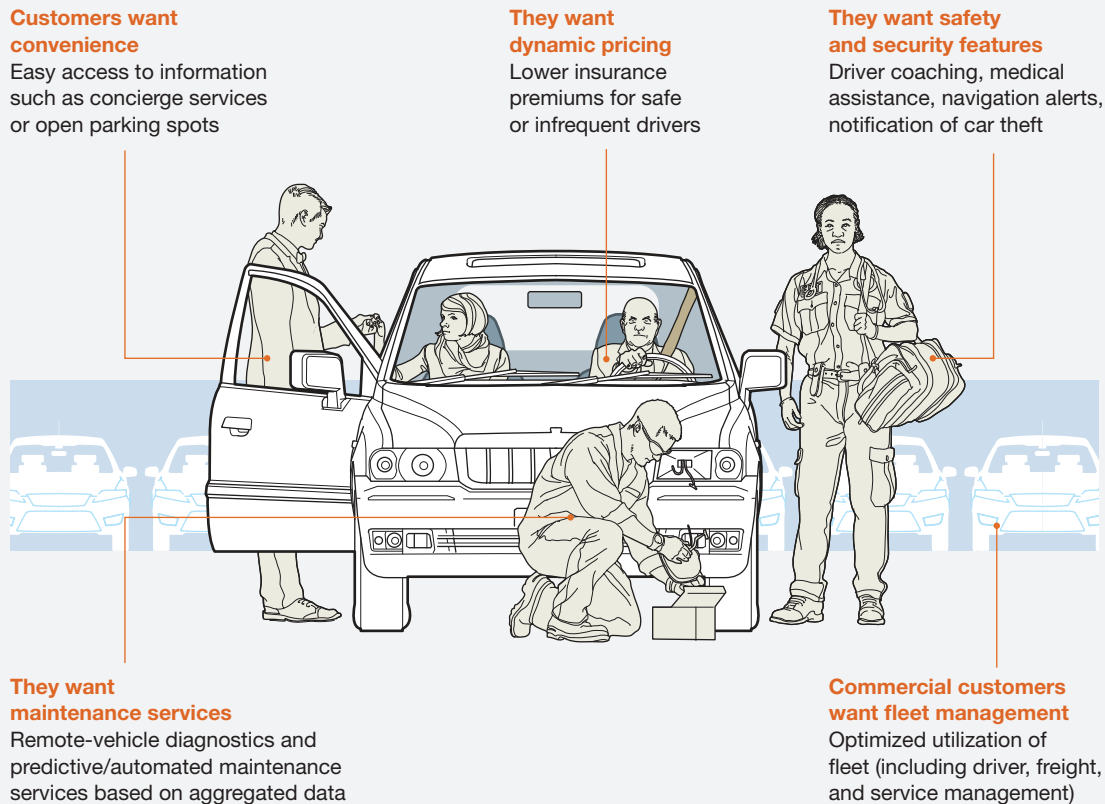 Customers want
convenience
Easy access to information
such as concierge services
or open parking spots
They want
dynamic pricing
Lower insurance
premiums for safe
or infrequent drivers
They want safety
and security features
Driver coaching, medical
assistance, navigation alerts,
notification of car theft
They want
maintenance services
Remote-vehicle diagnostics and
predictive/automated maintenance
services based on aggregated data
Commercial customers
want fleet management
Optimized utilization of
fleet (including driver, freight,
and service management)